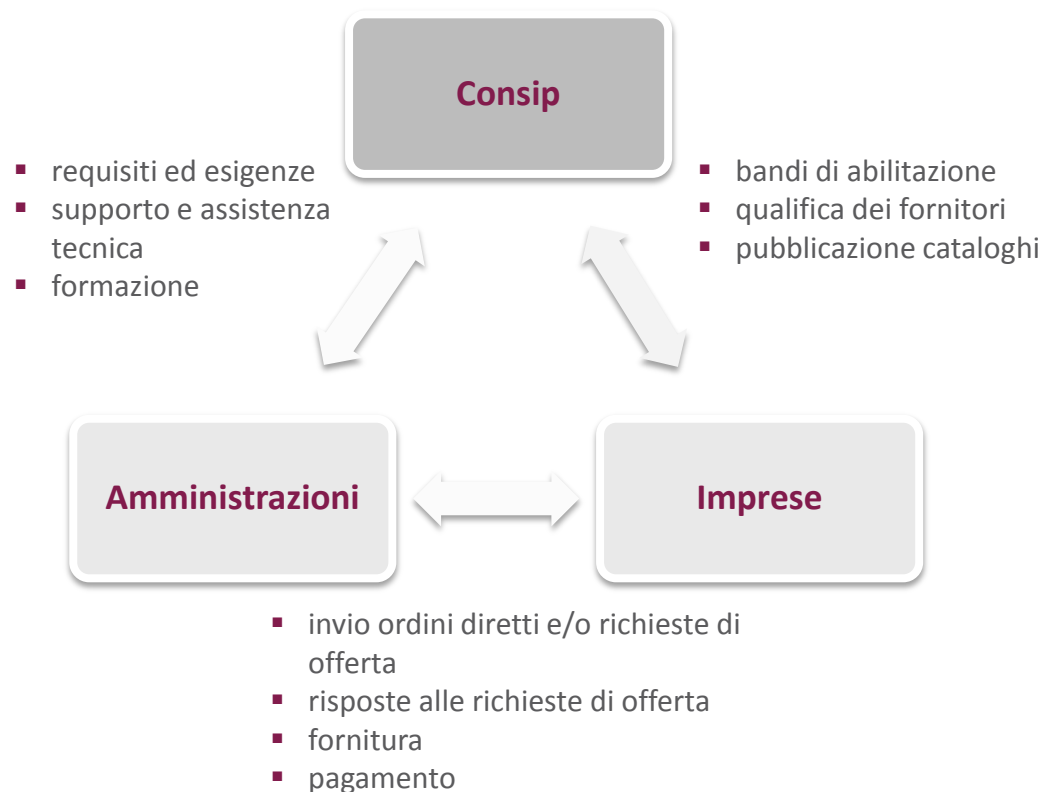 Consip
▪ requisiti ed esigenze
▪ supporto e assistenza
tecnica
▪ formazione
▪ bandi di abilitazione
▪ qualifica dei fornitori
▪ pubblicazione cataloghi
Amministrazioni
Imprese
▪ invio ordini diretti e/o richieste di
offerta
▪ risposte alle richieste di offerta
▪ fornitura
▪ pagamento